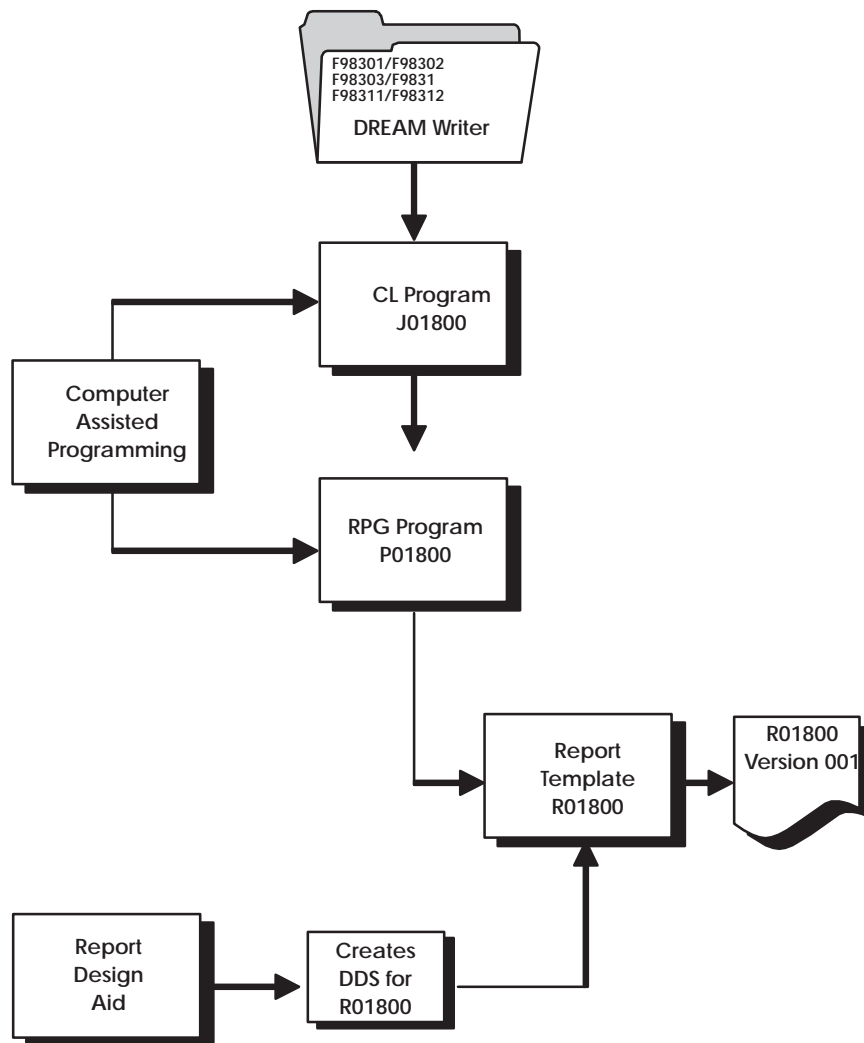 F98301/F98302
F98303/F9831
F98311/F98312
DREAM Writer
CL Program
J01800
Computer
Assisted
Programming
RPG Program
P01800
Report
Template
R01800
R01800
Version 001
Report
Design
Aid
Creates
DDS for
R01800